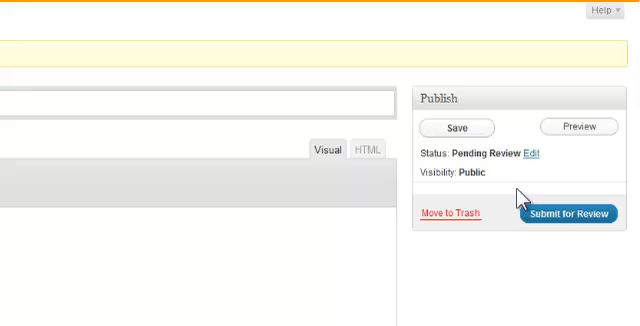 Help
Publish
Save Preview
Visual HTML
Status: Pending Review Edit
Visibility: Public
Move to Trash Submit for Review